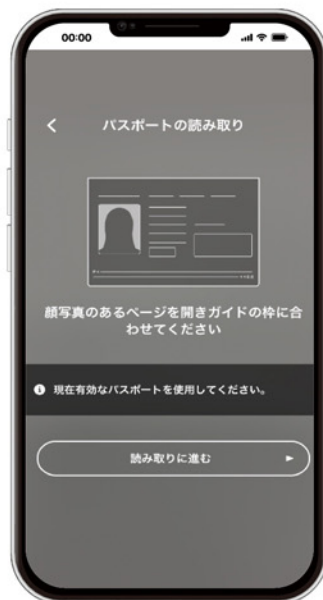 00:00
パスポートの読み取り
顔写真のあるページを開きガイドの枠に合
わせてください
現在有効なパスポートを使用してください。
読み取りに進む